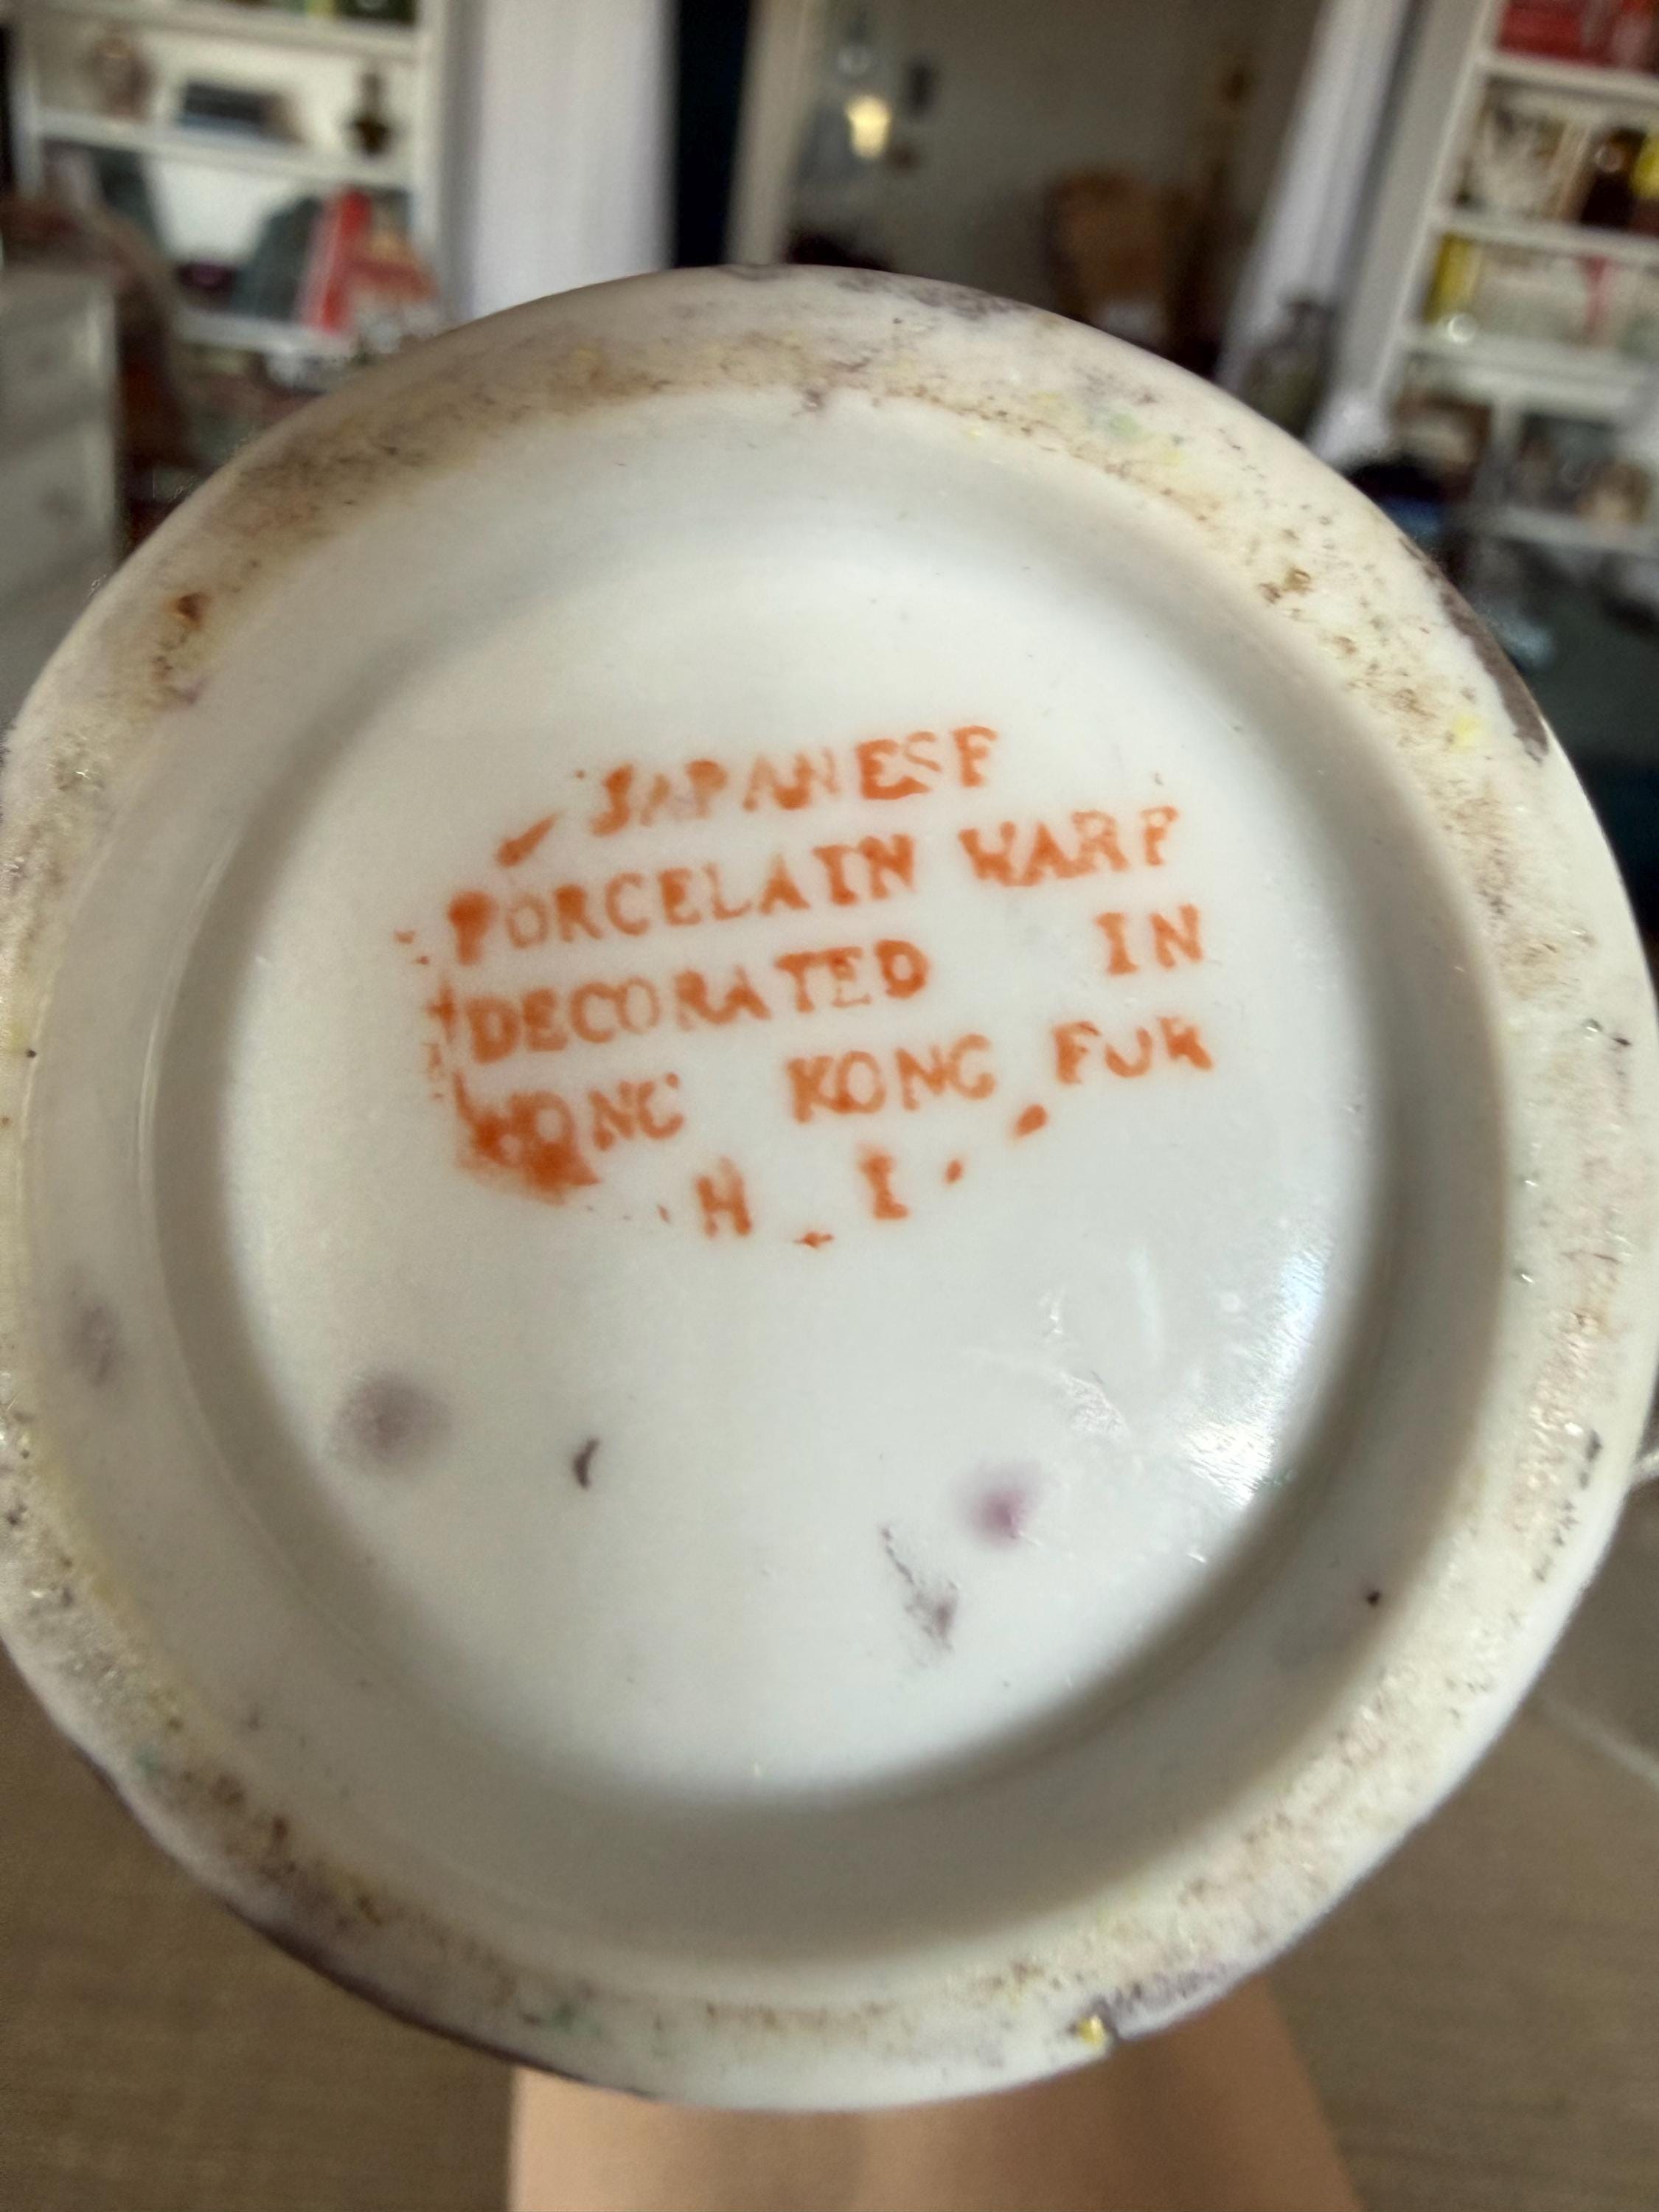 JAPANESE
PORCELAIN WARE
DECORATED IN
HONG KONG FOR
H. I.